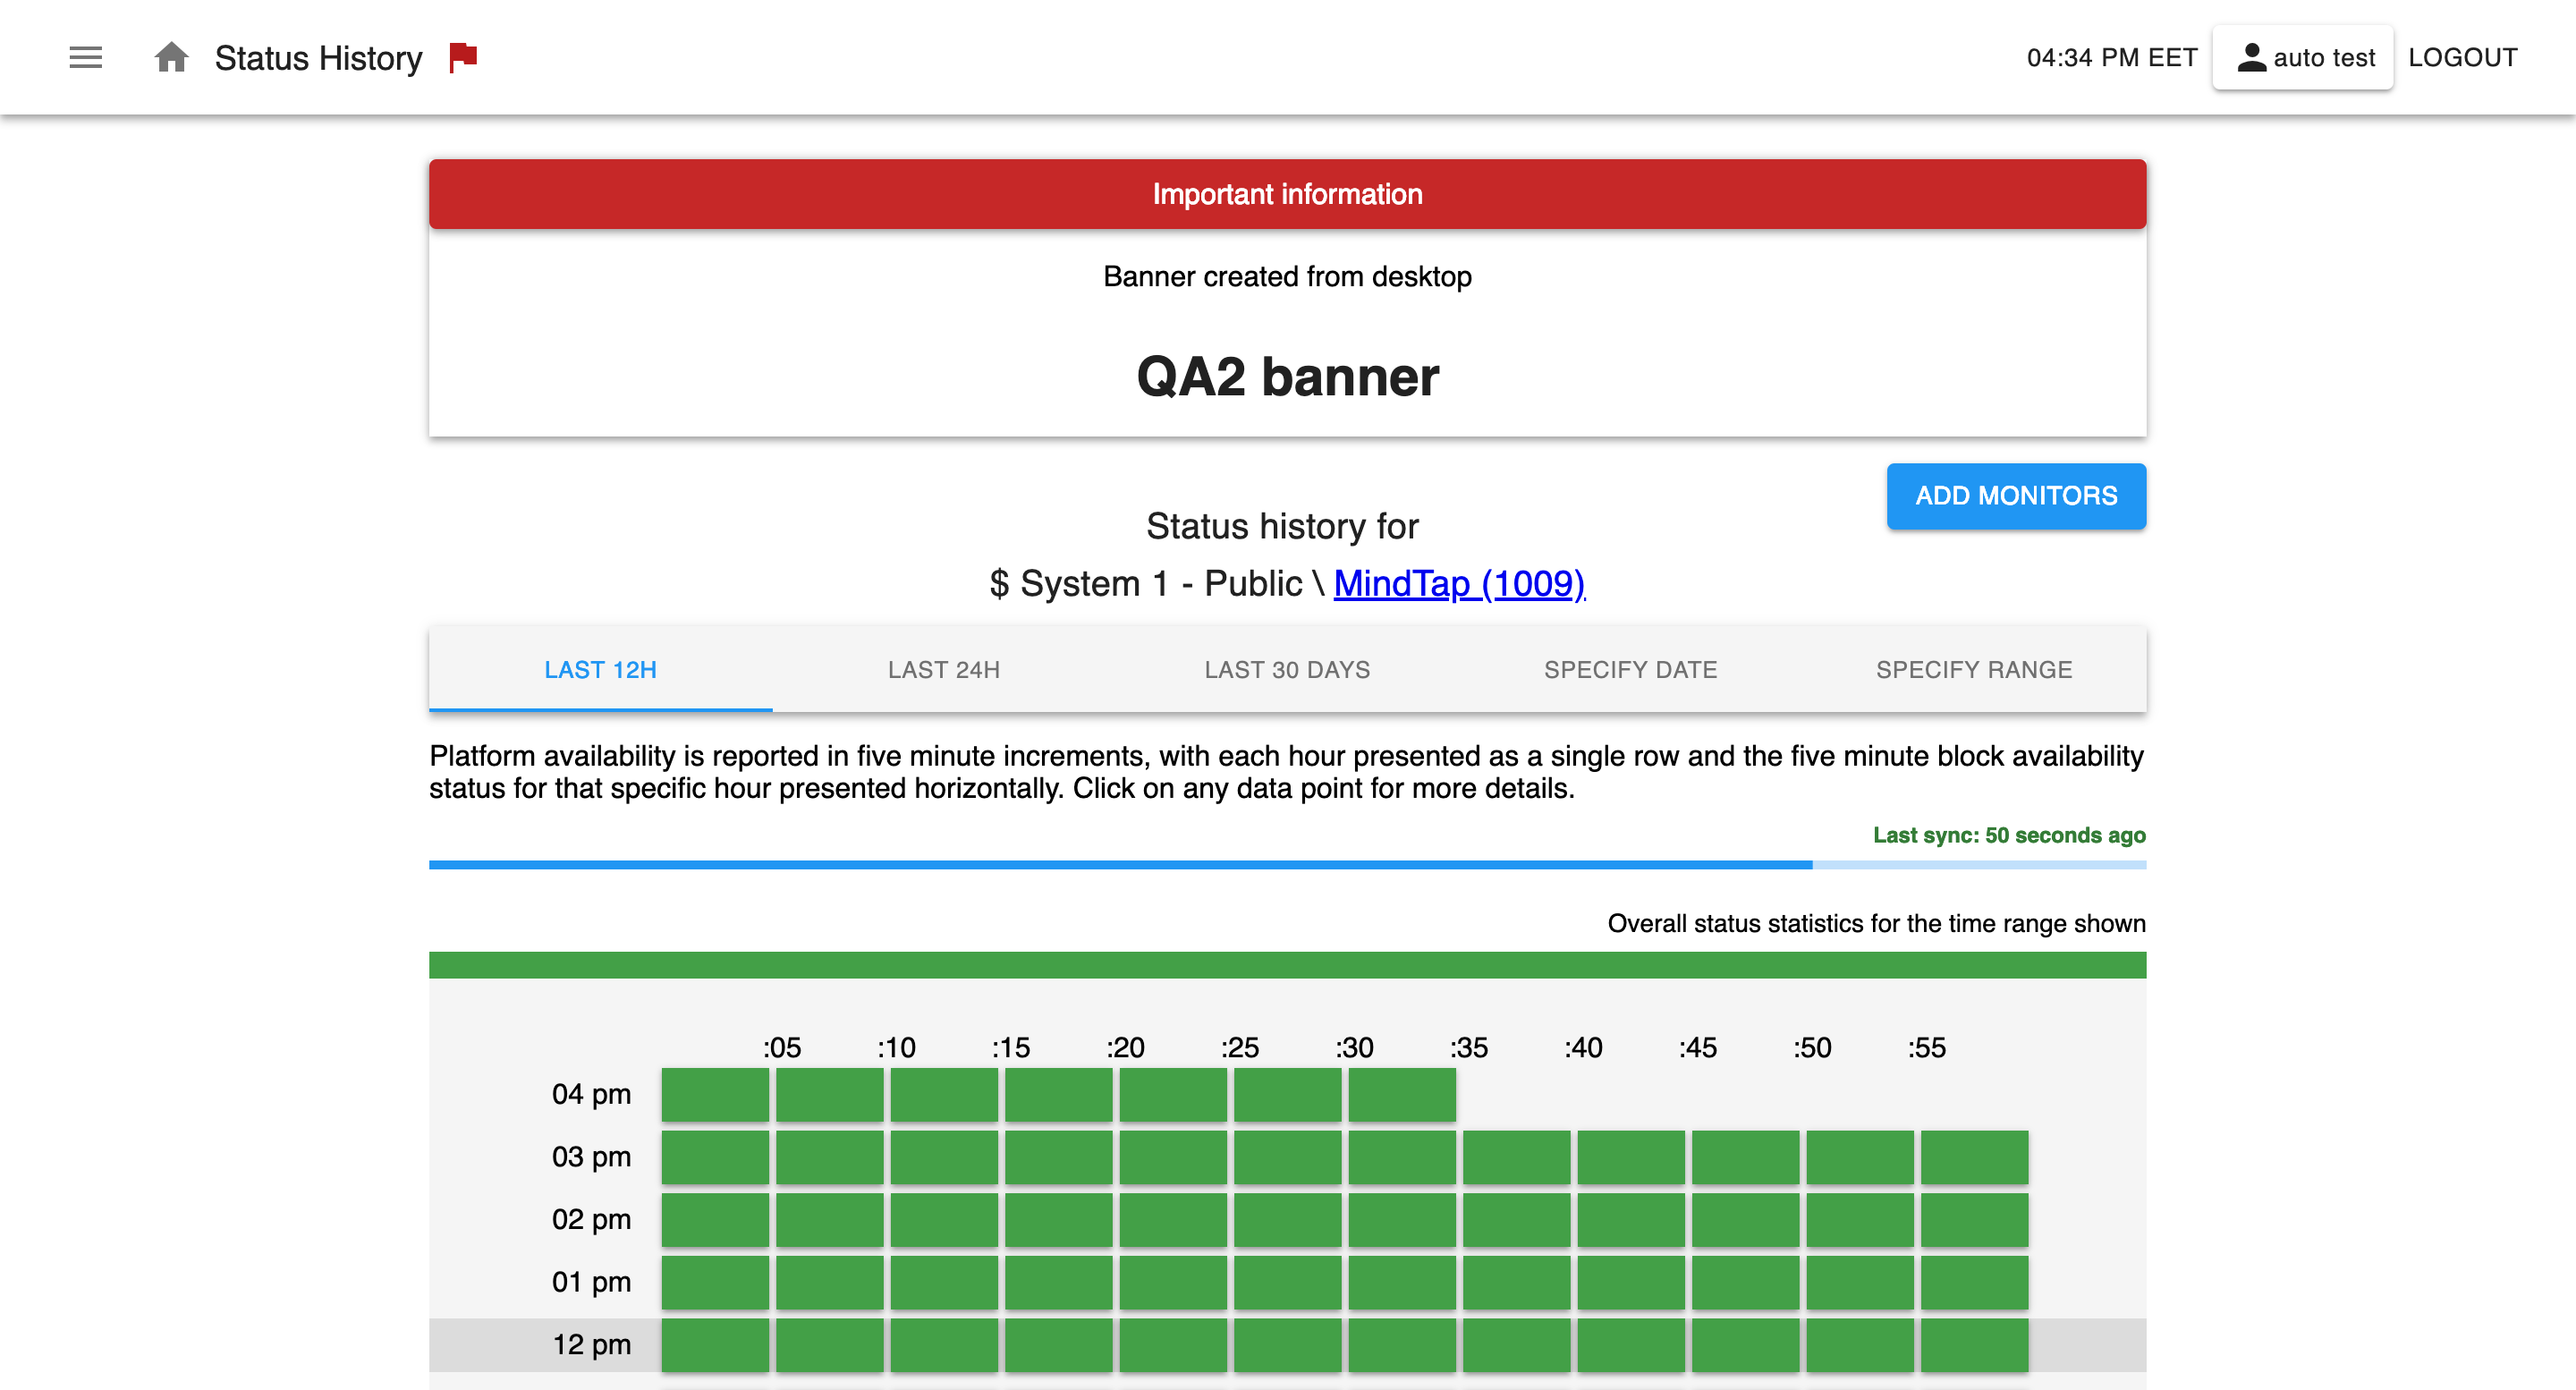 Status History
04:34 PM EET
auto test
LOGOUT
Important information
Banner created from desktop
QA2 banner
ADD MONITORS
Status history for
$ System 1 - Public \ MindTap (1009)
LAST 12H
LAST 24H
LAST 30 DAYS
SPECIFY DATE
SPECIFY RANGE
Platform availability is reported in five minute increments, with each hour presented as a single row and the five minute block availability
status for that specific hour presented horizontally. Click on any data point for more details.
Last sync: 50 seconds ago
Overall status statistics for the time range shown
:05 :10 :15 :20 :25 :30 :35 :40 :45 :50 :55
04 pm
03 pm
02 pm
01 pm
12 pm